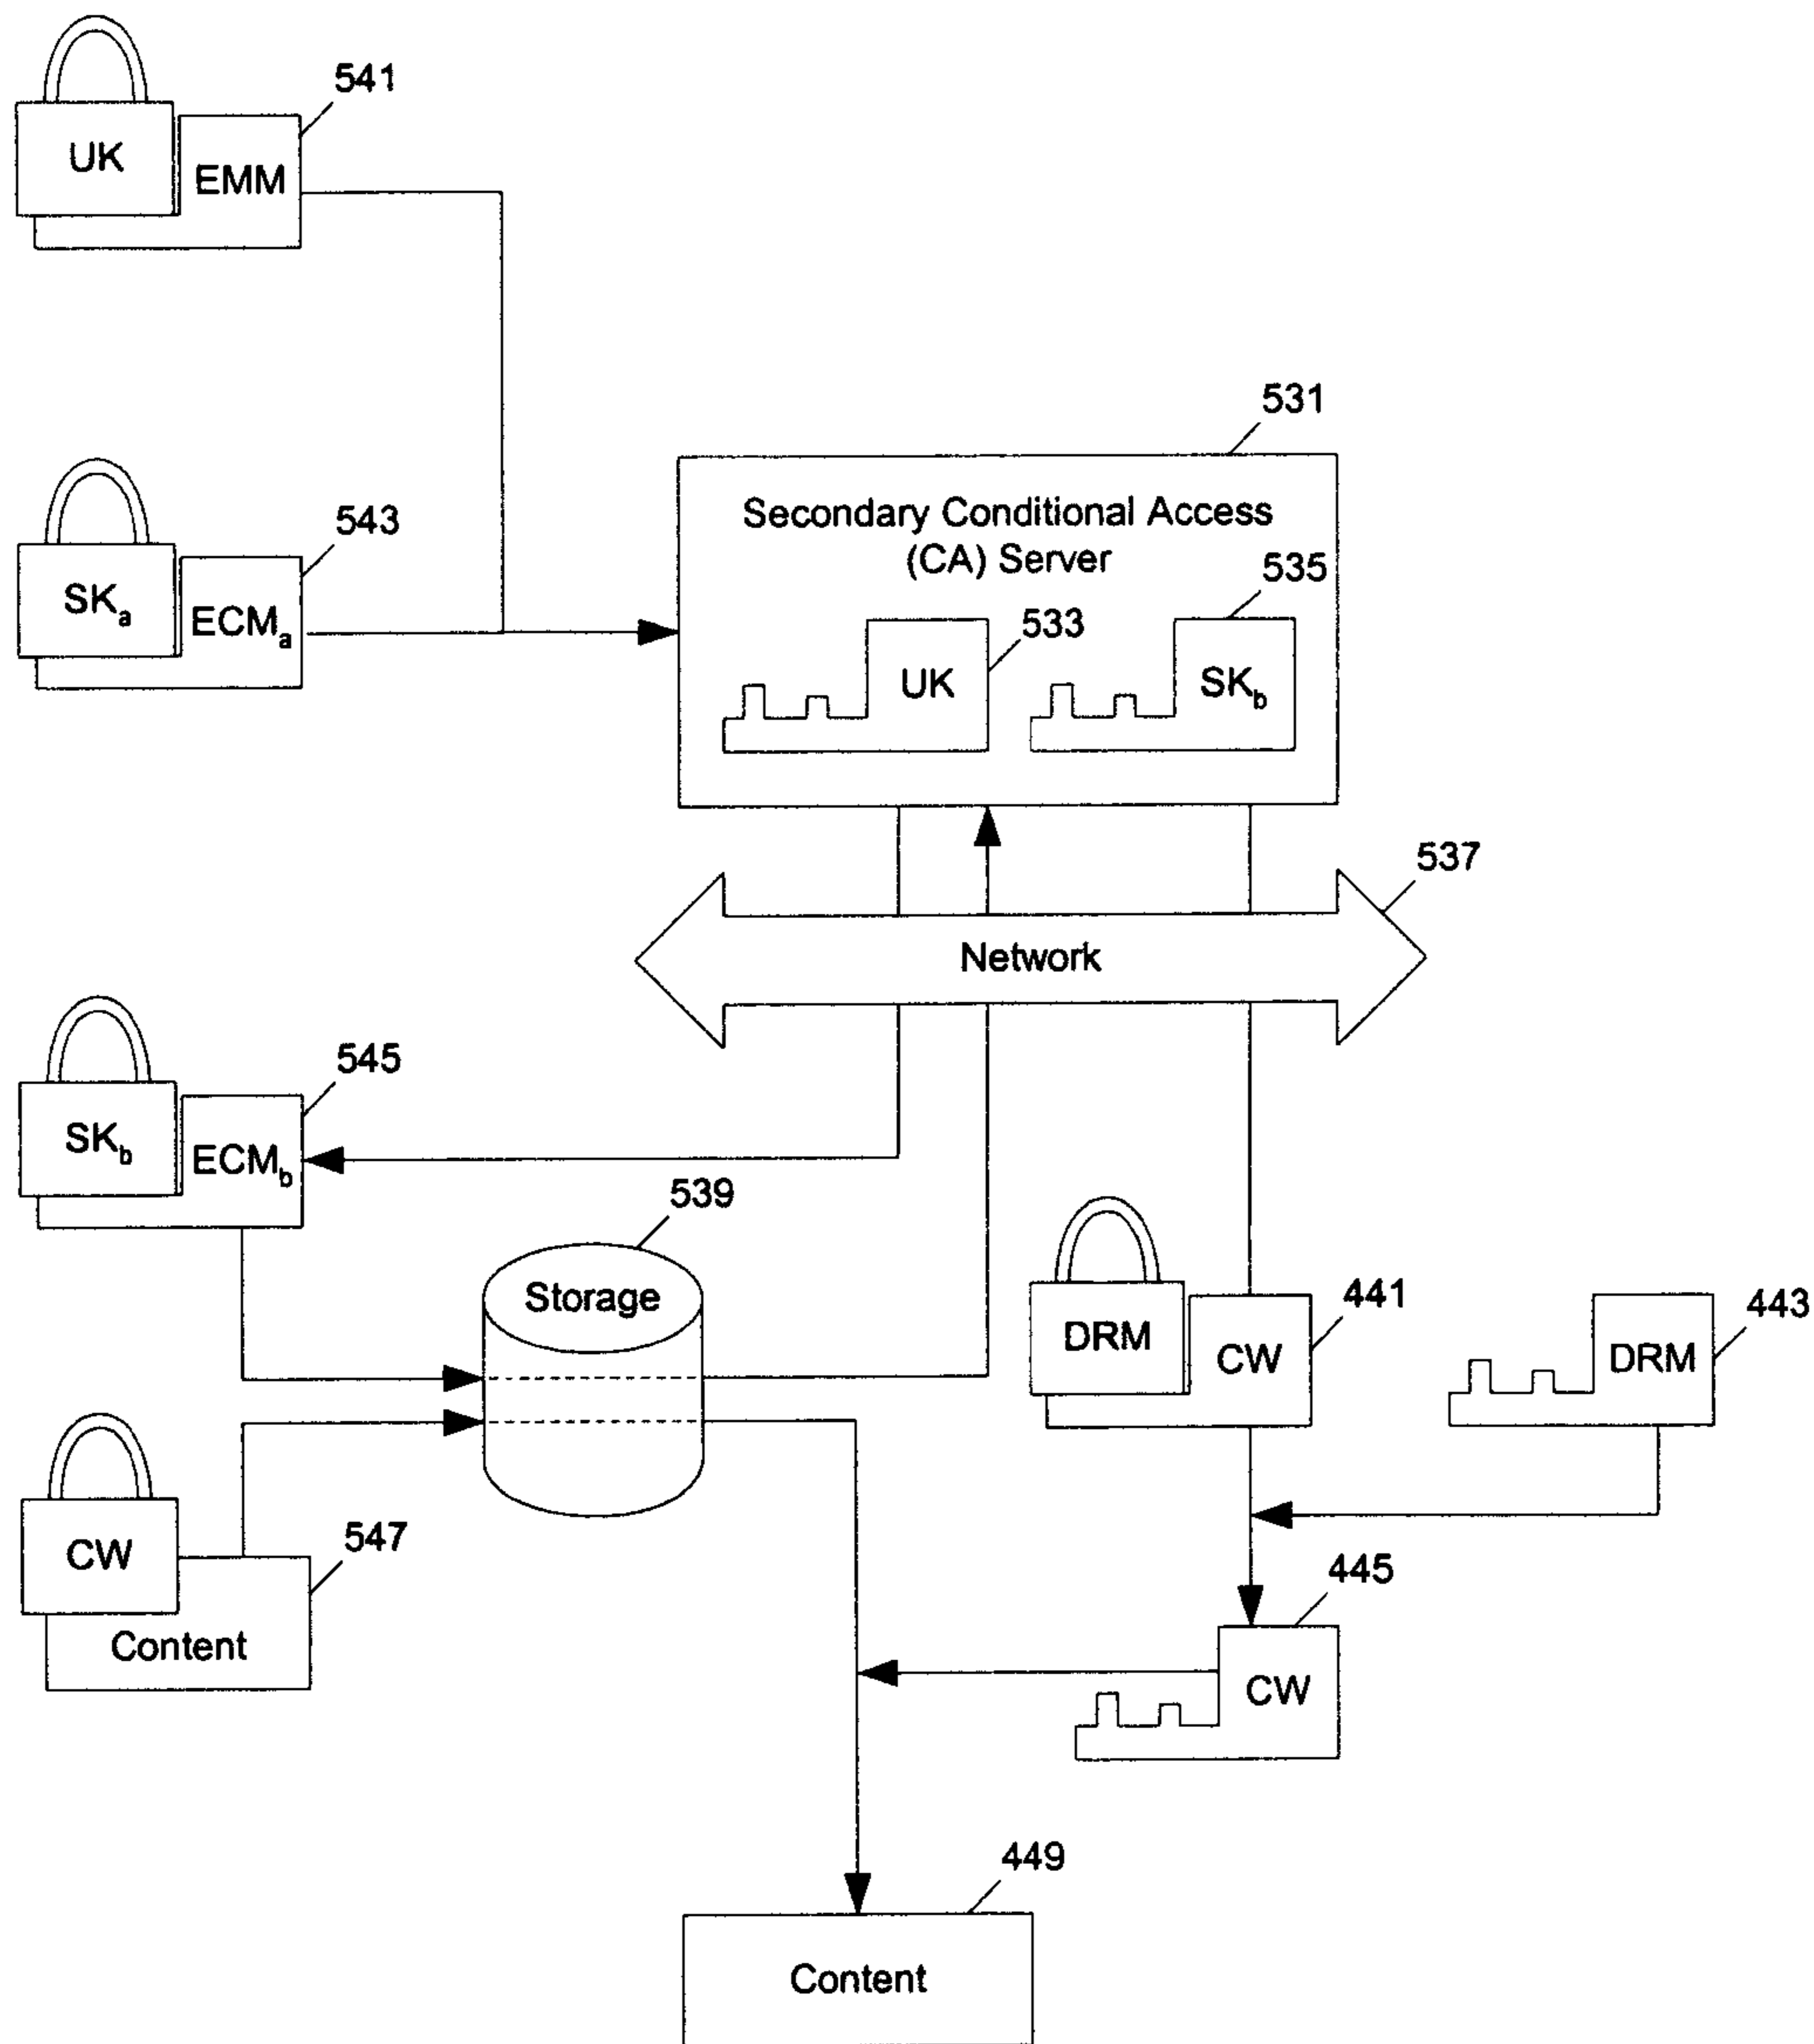 541
UK
EMM
531
543
Secondary Conditional Access
(CA) Server
535
SKa
ECMa
533
UK
SKb
537
Network
545
SKb
ECMb
539
Storage
441
443
DRM
CW
DRM
547
CW
445
Content
CW
449
Content